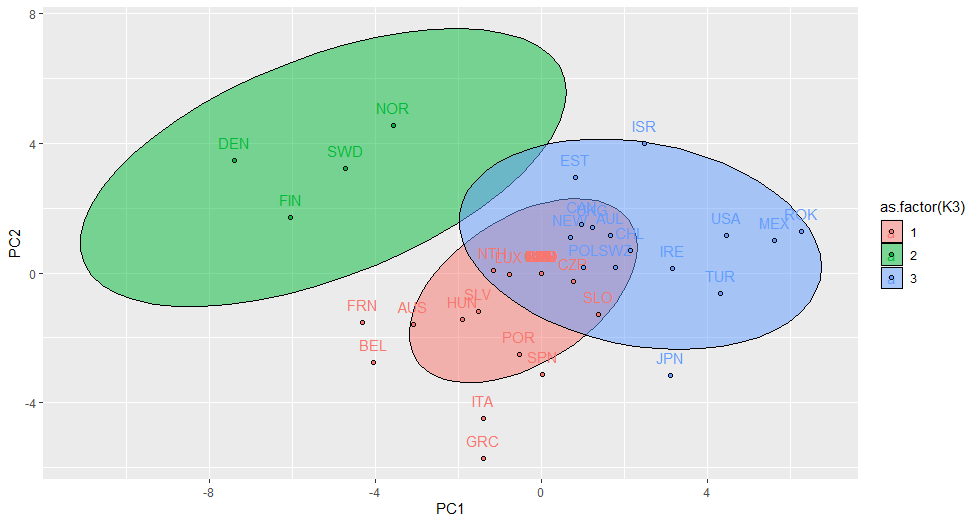 8
4
0
-4
PC2
-8
-4
0
4
PC1
NOR
DEN
SWD
FIN
ISR
EST
CAN
AUL
NEW
CHL
USA
ROK
MEX
POL
SWZ
IRE
TUR
JPN
NTH
LUX
CZH
SLV
HUN
SLO
FRN
AUS
BEL
POR
SPN
ITA
GRC
as.factor(K3)
a 1
a 2
a 3